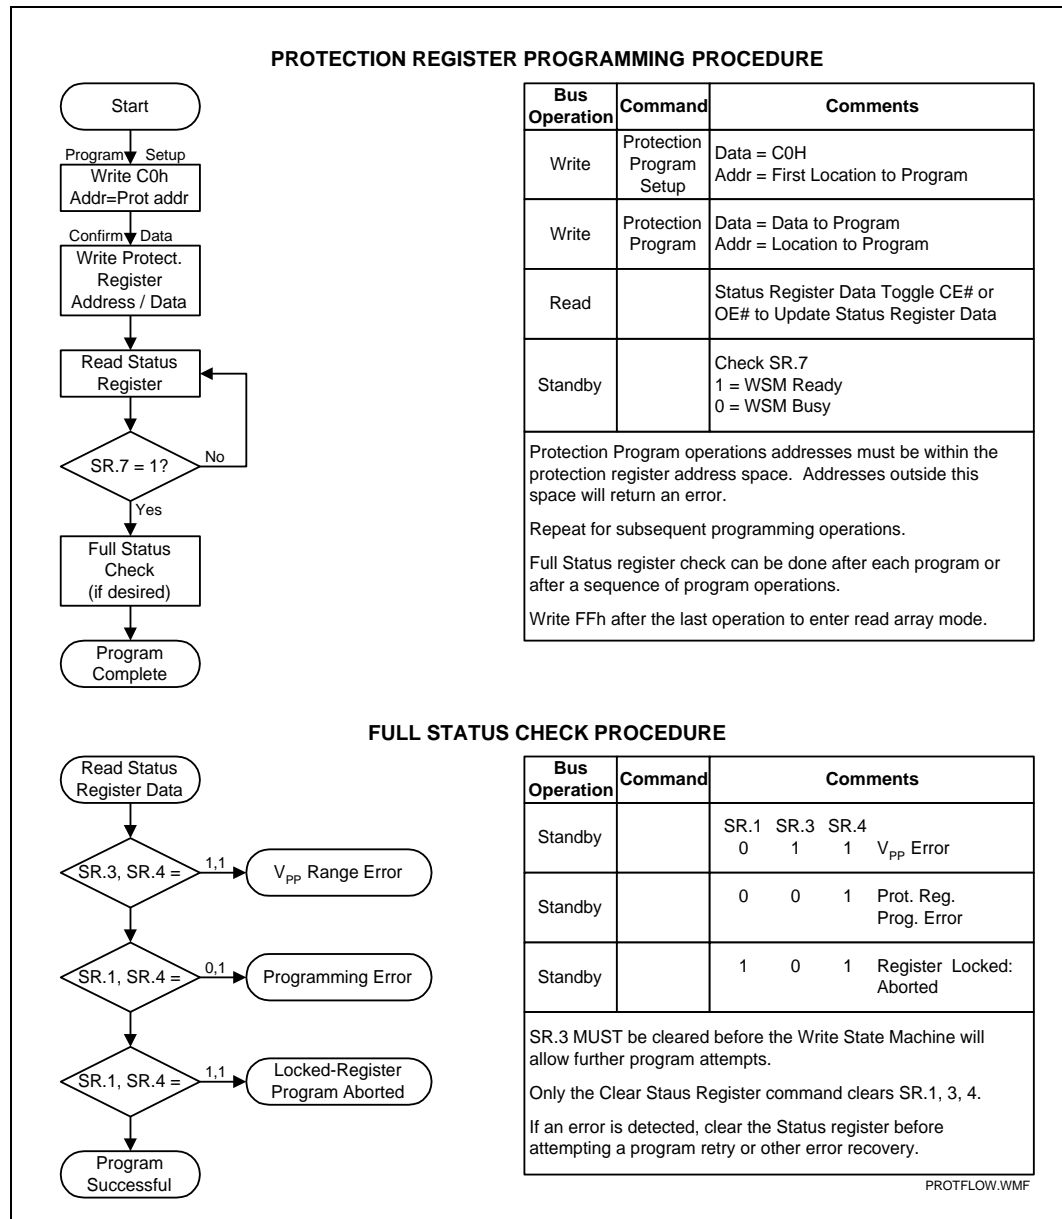 PROTECTION REGISTER PROGRAMMING PROCEDURE
Start
Program Setup
Write C0h
Addr=Prot addr
Confirm Data
Write Protect.
Register
Address / Data
Read Status
Register
SR.7 = 1?
No
Yes
Full Status
Check
(if desired)
Program
Complete
Bus
Operation
Command
Comments
Write
Protection
Program
Setup
Data = C0H
Addr = First Location to Program
Write
Protection
Program
Data = Data to Program
Addr = Location to Program
Read
Status Register Data Toggle CE# or
OE# to Update Status Register Data
Standby
Check SR.7
1 = WSM Ready
0 = WSM Busy
Protection Program operations addresses must be within the
protection register address space. Addresses outside this
space will return an error.
Repeat for subsequent programming operations.
Full Status register check can be done after each program or
after a sequence of program operations.
Write FFh after the last operation to enter read array mode.
FULL STATUS CHECK PROCEDURE
Read Status
Register Data
SR.3, SR.4 =
1,1
VPP Range Error
SR.1, SR.4 =
0,1
Programming Error
SR.1, SR.4 =
1,1
Locked-Register
Program Aborted
Program
Successful
Bus
Operation
Command
Comments
Standby
SR.1 SR.3 SR.4
0 1 1 VPP Error
Standby
0 0 1 Prot. Reg.
Prog. Error
Standby
1 0 1 Register Locked:
Aborted
SR.3 MUST be cleared before the Write State Machine will
allow further program attempts.
Only the Clear Staus Register command clears SR.1, 3, 4.
If an error is detected, clear the Status register before
attempting a program retry or other error recovery.
PROTFLOW.WMF